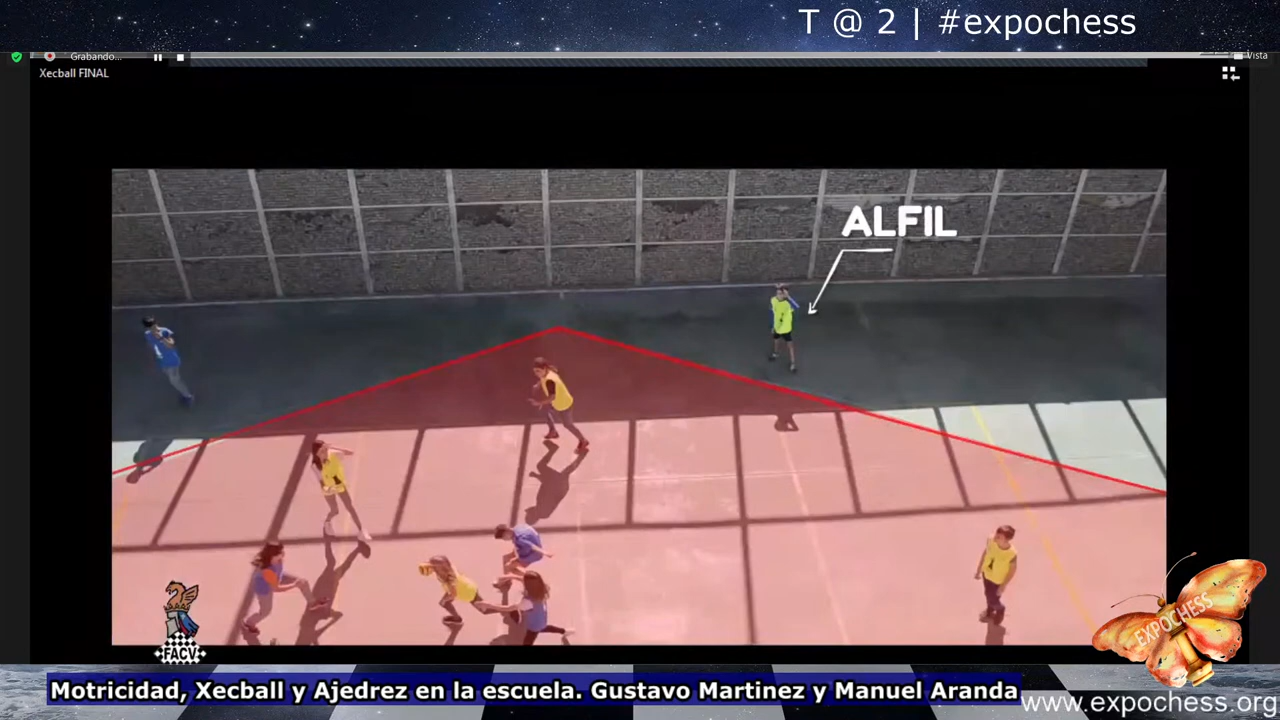 T @ 2 | #expochess
Grabando...
Vista
Xecball FINAL
ALFIL
EXPOCHESS
FACV
Motricidad, Xecball y Ajedrez en la escuela. Gustavo Martinez y Manuel Aranda
www.expochess.org